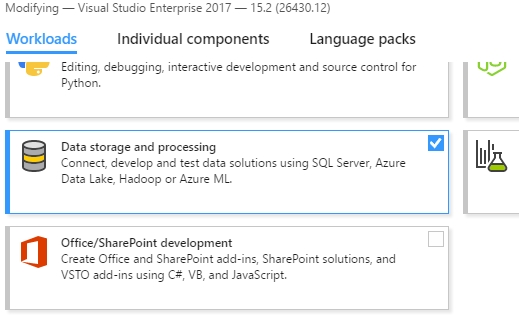 Modifying — Visual Studio Enterprise 2017 — 15.2 (26430.12)
Workloads Individual components Language packs
Editing, debugging, interactive development and source control for
Python.
Data storage and processing
Connect, develop and test data solutions using SQL Server, Azure
Data Lake, Hadoop or Azure ML.
Office/SharePoint development
Create Office and SharePoint add-ins, SharePoint solutions, and
VSTO add-ins using C#, VB, and JavaScript.